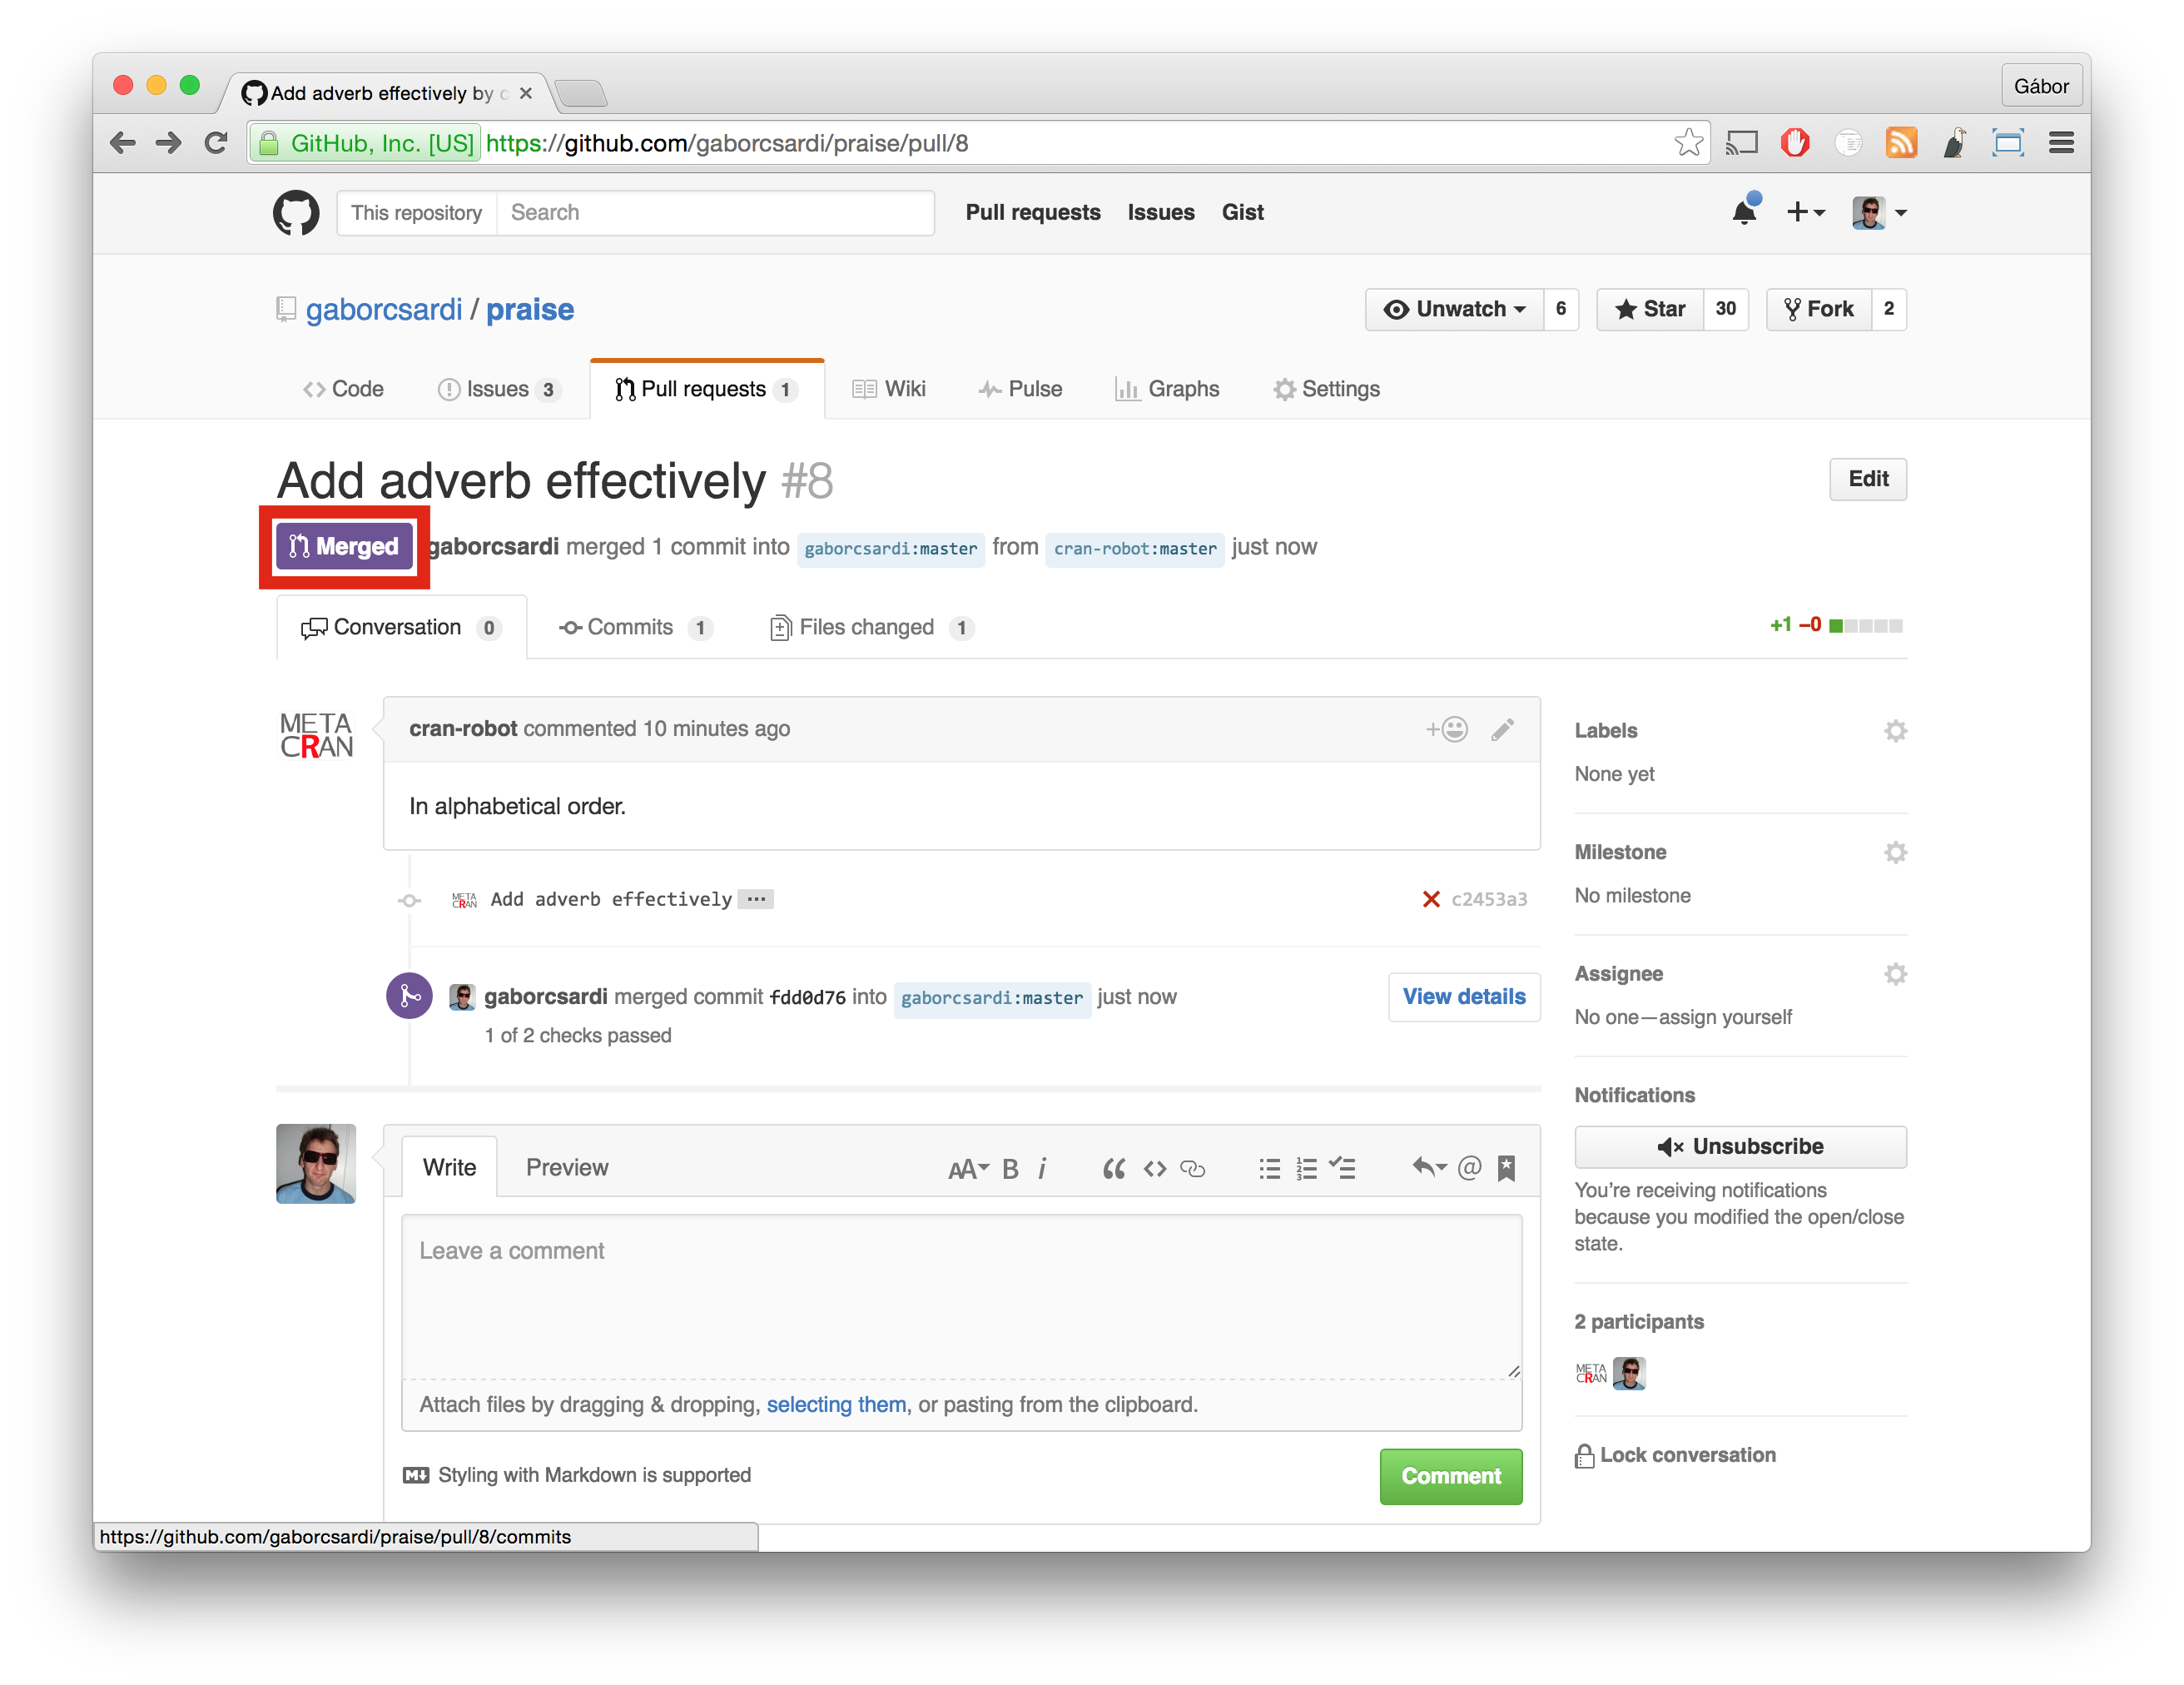 Add adverb effectively by
Gábor
GitHub, Inc. [US] https://github.com/gaborcsardi/praise/pull/8
This repository Search Pull requests Issues Gist
gaborcsardi / praise Unwatch 6 Star 30 Fork 2
Code Issues 3 Pull requests 1 Wiki Pulse Graphs Settings
Add adverb effectively #8 Edit
Merged gaborcsardi merged 1 commit into gaborcsardi:master from cran-robot:master just now
Conversation 0 Commits 1 Files changed 1 +1 −0
META CRAN
cran-robot commented 10 minutes ago
In alphabetical order.
META CRAN Add adverb effectively ... c2453a3
gaborcsardi merged commit fdd0d76 into gaborcsardi:master just now View details
1 of 2 checks passed
Labels
None yet
Milestone
No milestone
Assignee
No one—assign yourself
Notifications
Unsubscribe
You’re receiving notifications
because you modified the open/close
state.
2 participants
META CRAN
Lock conversation
Write Preview AA B i
Leave a comment
Attach files by dragging & dropping, selecting them, or pasting from the clipboard.
Styling with Markdown is supported
Comment
https://github.com/gaborcsardi/praise/pull/8/commits